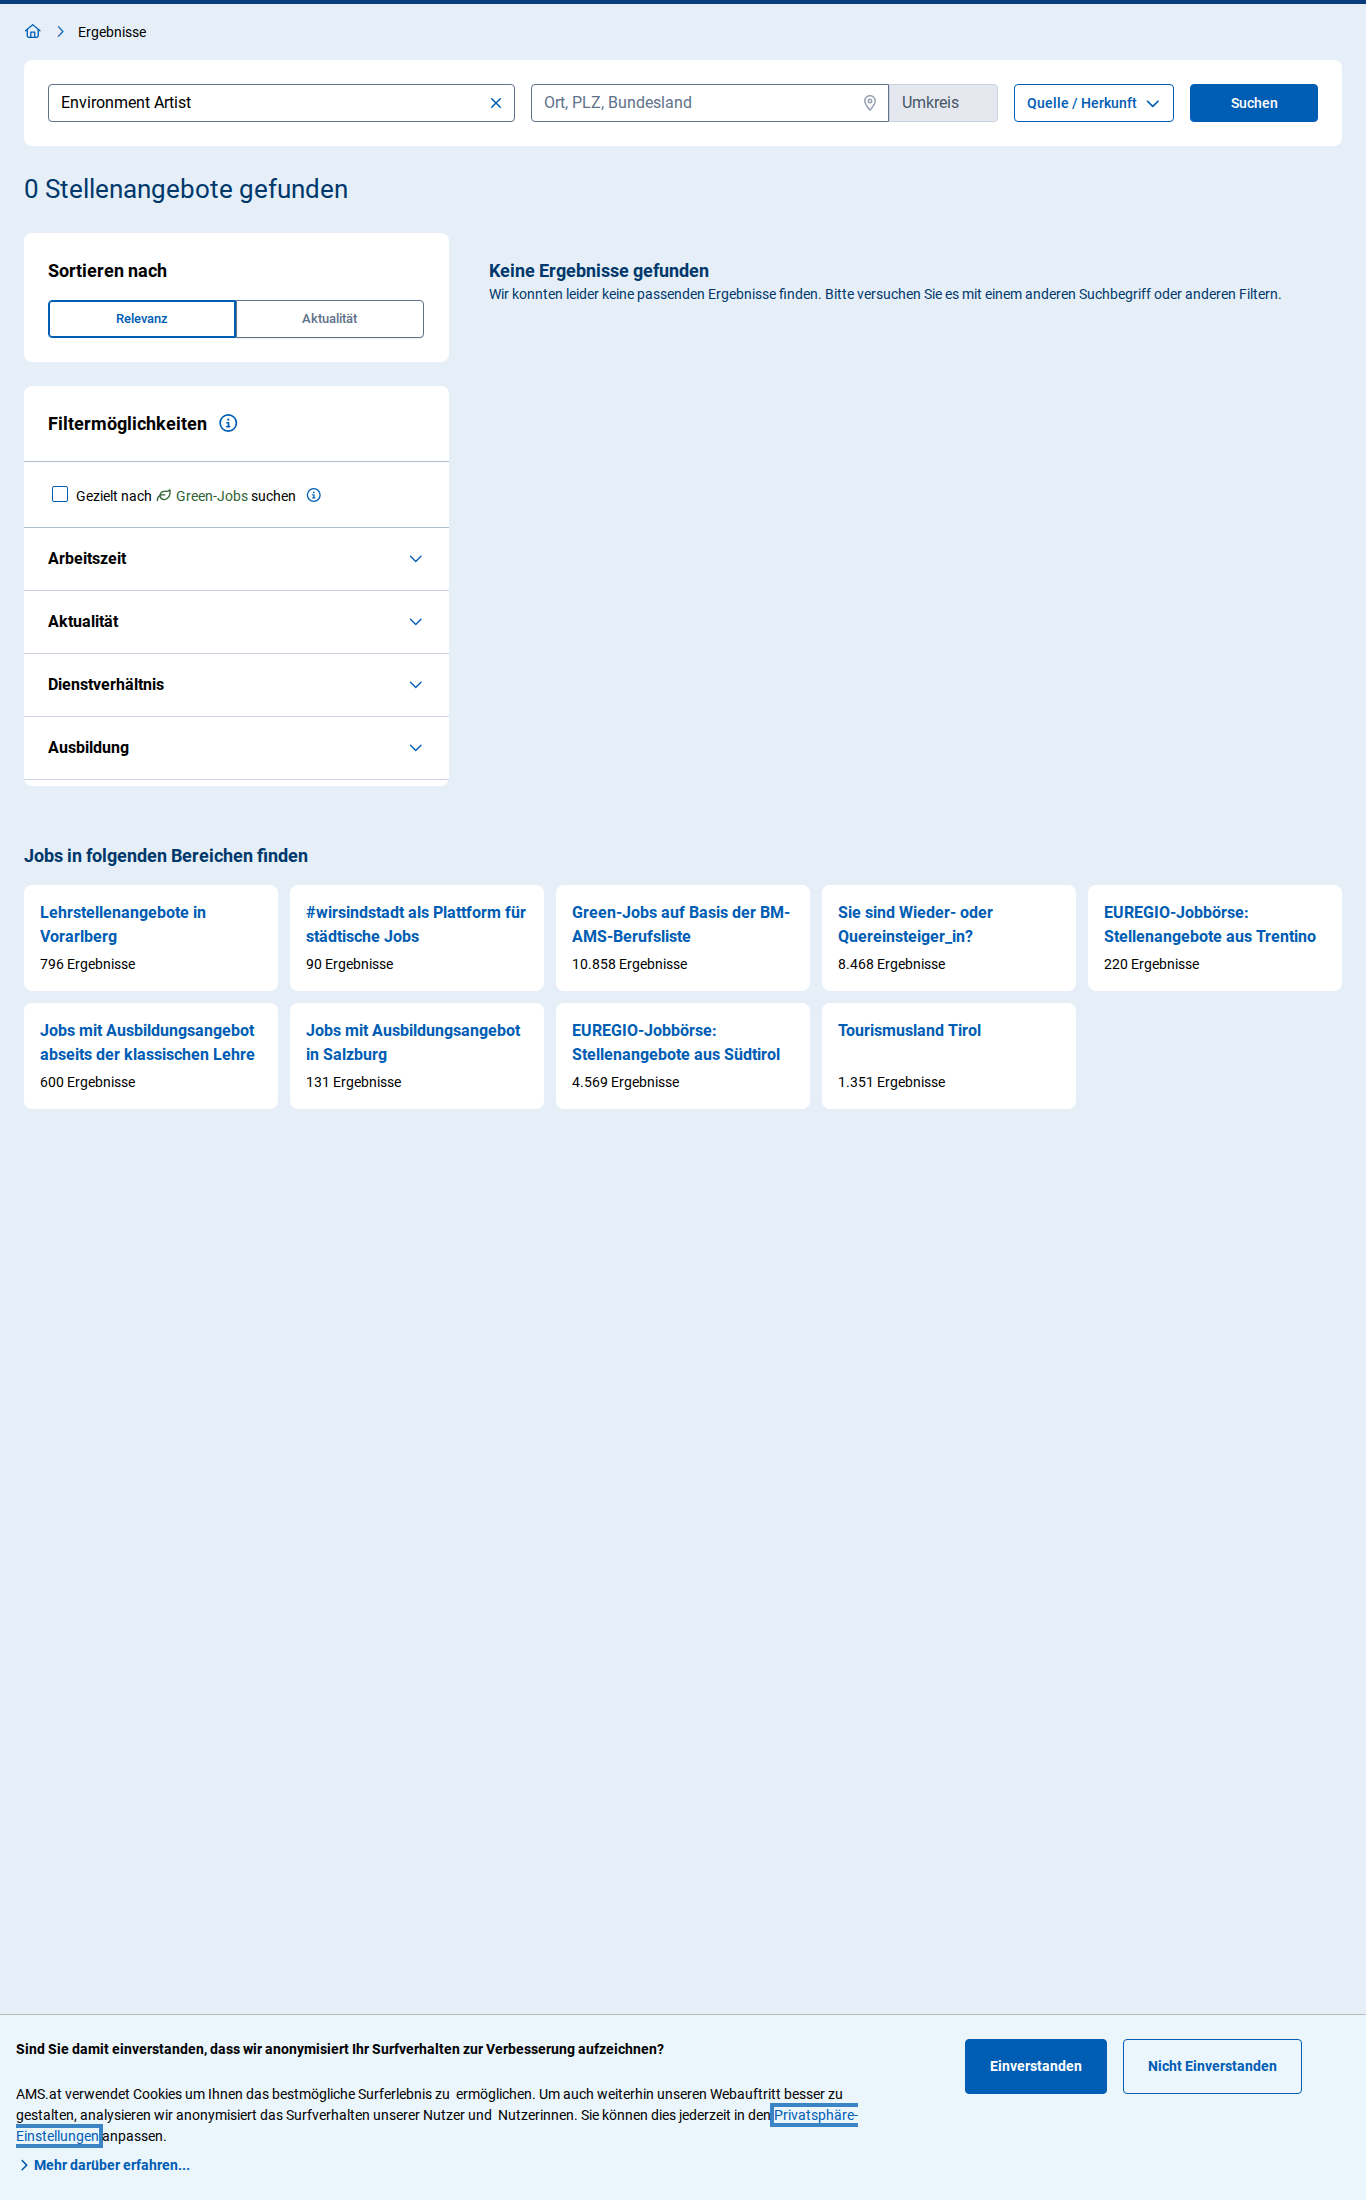 Ergebnisse
Environment Artist
Ort, PLZ, Bundesland
Umkreis
Quelle / Herkunft
Suchen
0 Stellenangebote gefunden
Sortieren nach
Relevanz
Aktualität
Keine Ergebnisse gefunden
Wir konnten leider keine passenden Ergebnisse finden. Bitte versuchen Sie es mit einem anderen Suchbegriff oder anderen Filtern.
Filtermöglichkeiten
Gezielt nach Green-Jobs suchen
Arbeitszeit
Aktualität
Dienstverhältnis
Ausbildung
Jobs in folgenden Bereichen finden
Lehrstellenangebote in
Vorarlberg
796 Ergebnisse
#wirsindstadt als Plattform für
städtische Jobs
90 Ergebnisse
Green-Jobs auf Basis der BM-
AMS-Berufsliste
10.858 Ergebnisse
Sie sind Wieder- oder
Quereinsteiger_in?
8.468 Ergebnisse
EUREGIO-Jobbörse:
Stellenangebote aus Trentino
220 Ergebnisse
Jobs mit Ausbildungsangebot
abseits der klassischen Lehre
600 Ergebnisse
Jobs mit Ausbildungsangebot
in Salzburg
131 Ergebnisse
EUREGIO-Jobbörse:
Stellenangebote aus Südtirol
4.569 Ergebnisse
Tourismusland Tirol
1.351 Ergebnisse
Sind Sie damit einverstanden, dass wir anonymisiert Ihr Surfverhalten zur Verbesserung aufzeichnen?
AMS.at verwendet Cookies um Ihnen das bestmögliche Surferlebnis zu ermöglichen. Um auch weiterhin unseren Webauftritt besser zu
gestalten, analysieren wir anonymisiert das Surfverhalten unserer Nutzer und Nutzerinnen. Sie können dies jederzeit in den Privatsphäre-
Einstellungen anpassen.
Mehr darüber erfahren...
Einverstanden
Nicht Einverstanden